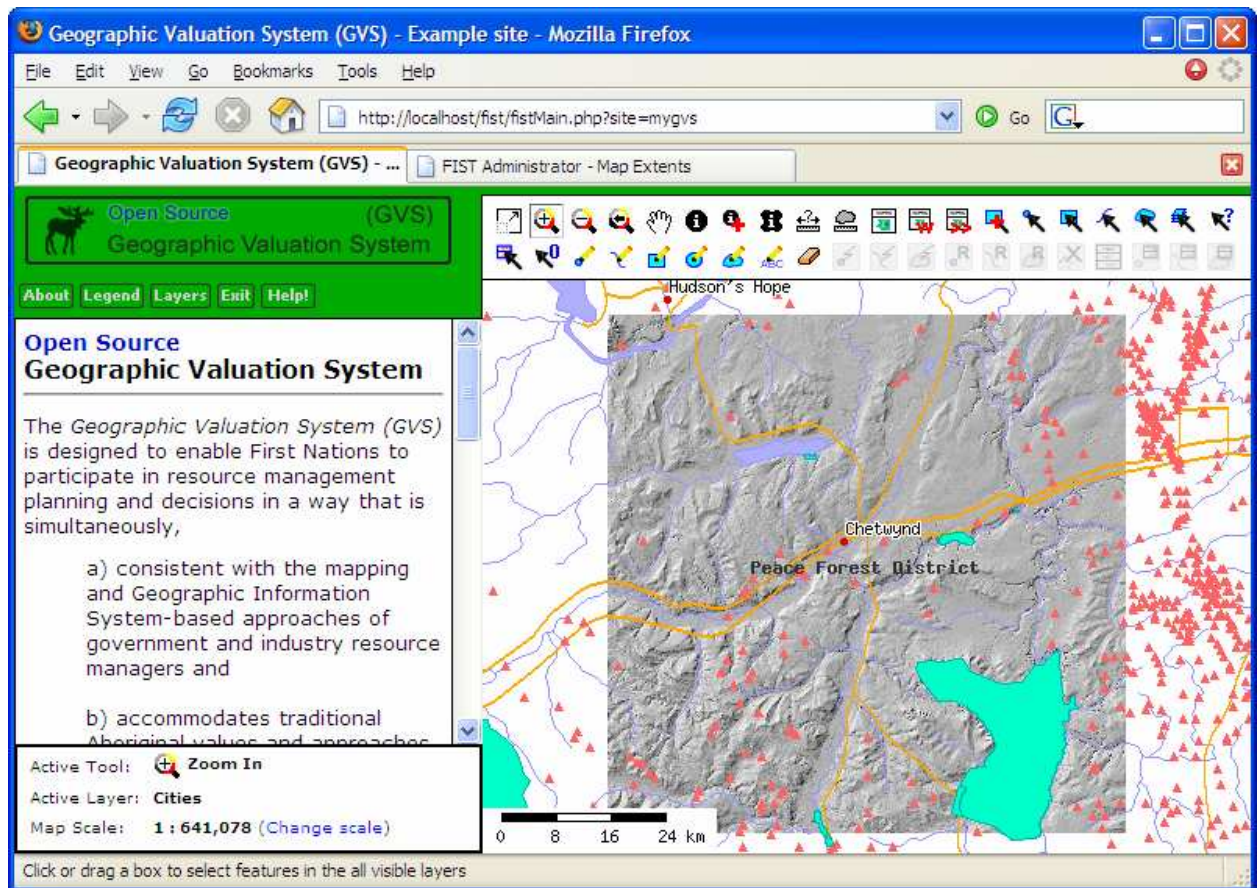 Geographic Valuation System (GVS) - Example site - Mozilla Firefox
File Edit View Go Bookmarks Tools Help
http://localhost/fist/fistMain.php?site=mygvs
Go
G
Geographic Valuation System (GVS) - ...
FIST Administrator - Map Extents
Open Source (GVS)
Geographic Valuation System
About Legend Layers Exit Help!
Open Source
Geographic Valuation System
The Geographic Valuation System (GVS)
is designed to enable First Nations to
participate in resource management
planning and decisions in a way that is
simultaneously,
a) consistent with the mapping
and Geographic Information
System-based approaches of
government and industry resource
managers and
b) accommodates traditional
Aboriginal values and approaches
Active Tool: Zoom In
Active Layer: Cities
Map Scale: 1 : 641,078 (Change scale)
ABC
R R R
Hudson's Hope
Chetwynd
Peace Forest District
0 8 16 24 km
Click or drag a box to select features in the all visible layers